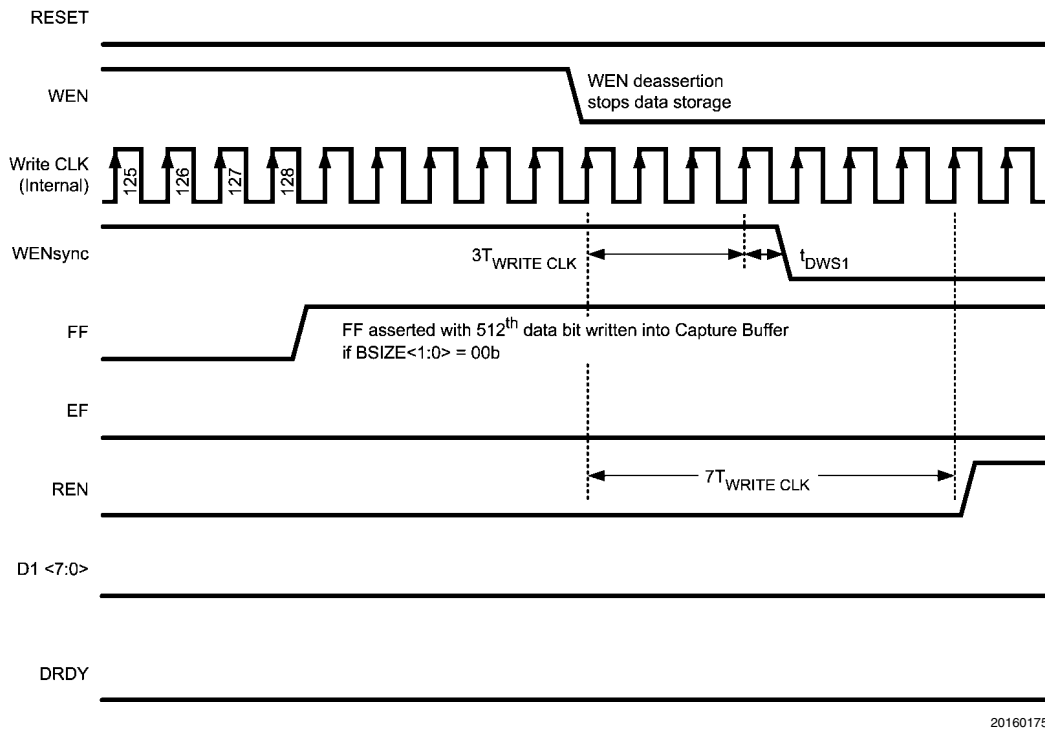 RESET
WEN
WEN deassertion
stops data storage
Write CLK
(Internal)
125
126
127
128
WENsync
3TWRITE CLK
tDWS1
FF
FF asserted with 512th data bit written into Capture Buffer
if BSIZE<1:0> = 00b
EF
REN
7TWRITE CLK
D1 <7:0>
DRDY
20160175